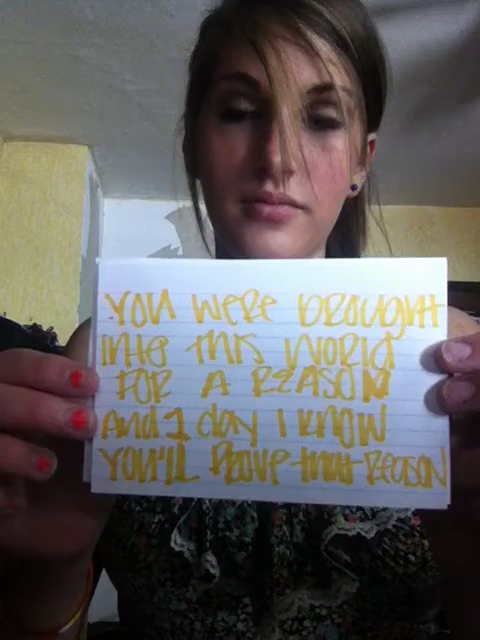 YOU WERE BROUGHT
INTO THIS WORLD
FOR A REASON
And 1 day I KNOW
YOU'LL PROVE that REASON